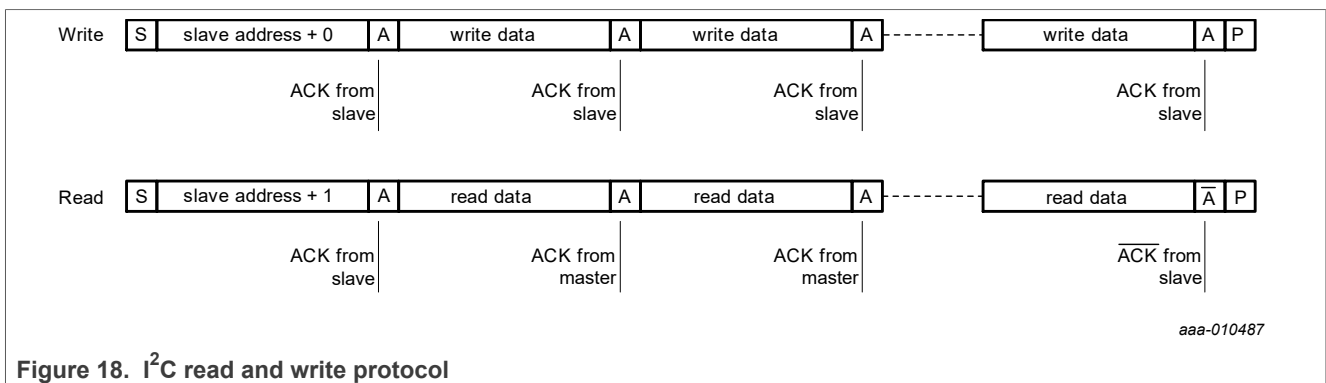 Write S slave address + 0 A write data A write data A write data A P
ACK from slave ACK from slave ACK from slave ACK from slave
Read S slave address + 1 A read data A read data A read data A̅ P
ACK from slave ACK from master ACK from master A̅C̅K̅ from slave
aaa-010487
Figure 18. I²C read and write protocol